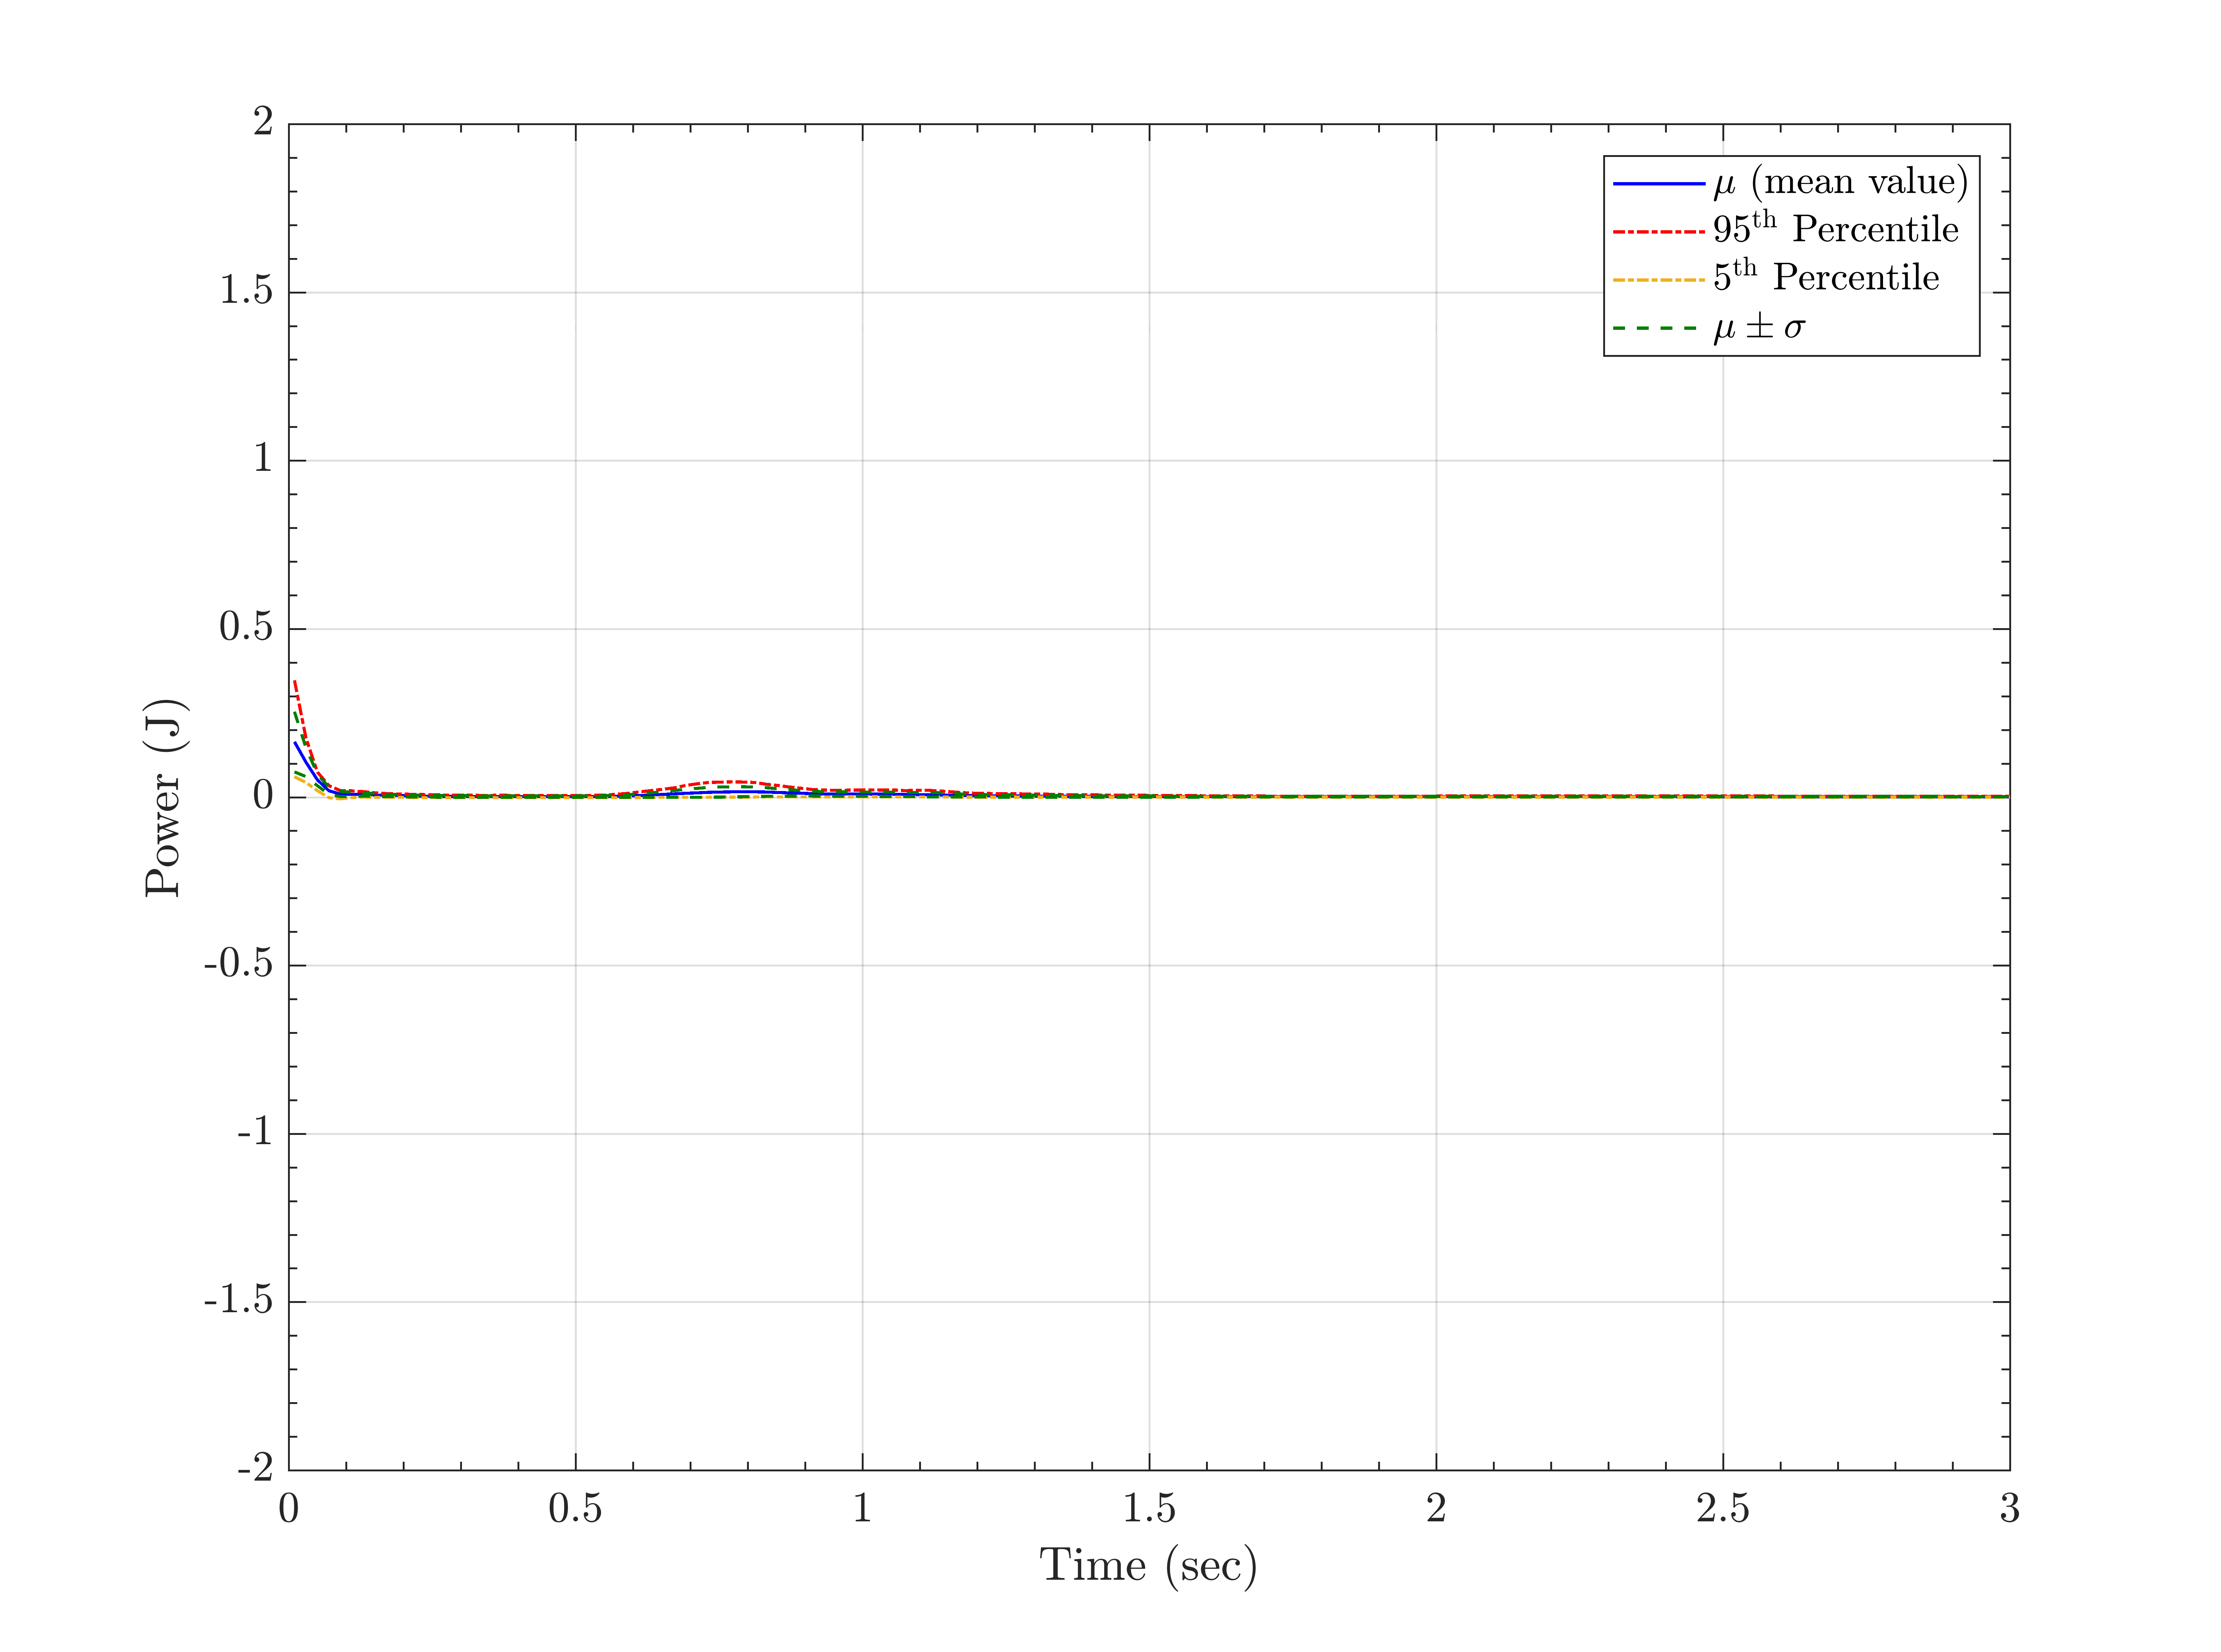 2
1.5
1
0.5
0
-0.5
-1
-1.5
-2
Power (J)
μ (mean value)
95th Percentile
5th Percentile
μ ± σ
0 0.5 1 1.5 2 2.5 3
Time (sec)